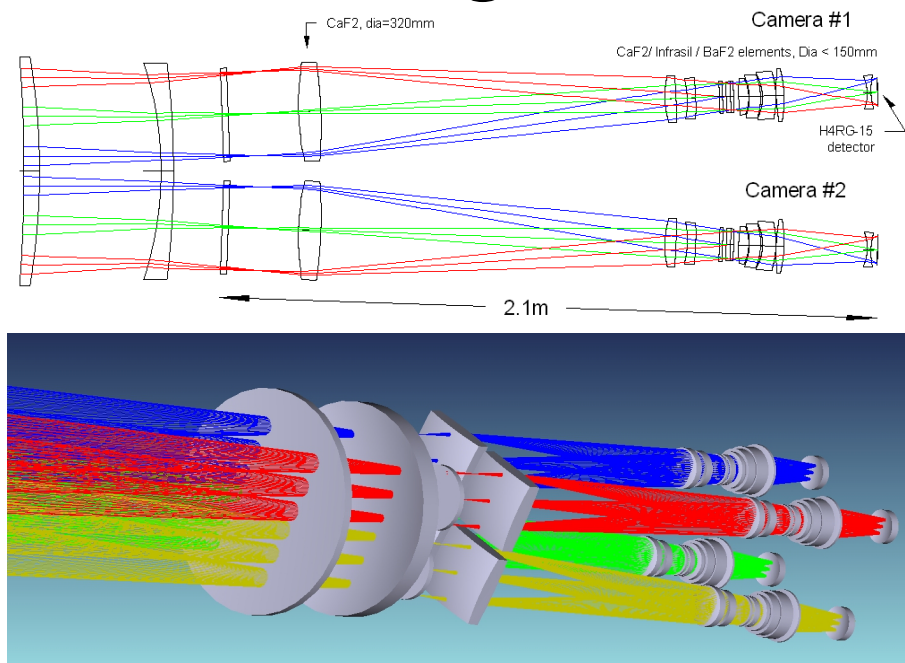 CaF2, dia=320mm
Camera #1
CaF2/ Infrasil / BaF2 elements, Dia < 150mm
H4RG-15
detector
Camera #2
2.1m